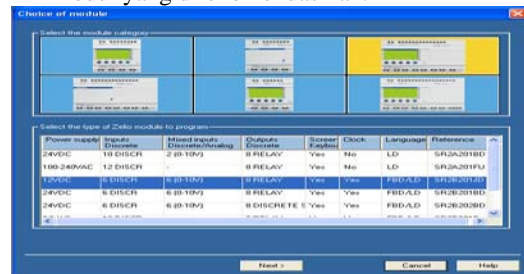 Choice of module
Select the module category
Select the type of Zelio module to program
Power supply Inputs Discrete Mixed inputs Discrete/Analog Outputs Discrete Screen Keyboa Clock Language Reference
24VDC 18 DISCR 2 (0-10V) 8 RELAY Yes No LD SR2A201BD
100-240VAC 12 DISCR - 8 RELAY Yes No LD SR2A201FU
12VDC 6 DISCR 6 (0-10V) 8 RELAY Yes Yes FBD/LD SR2B201JD
24VDC 6 DISCR 6 (0-10V) 8 RELAY Yes Yes FBD/LD SR2B201BD
24VDC 6 DISCR 6 (0-10V) 8 DISCRETE S Yes Yes FBD/LD SR2B202BD
Next > Cancel Help